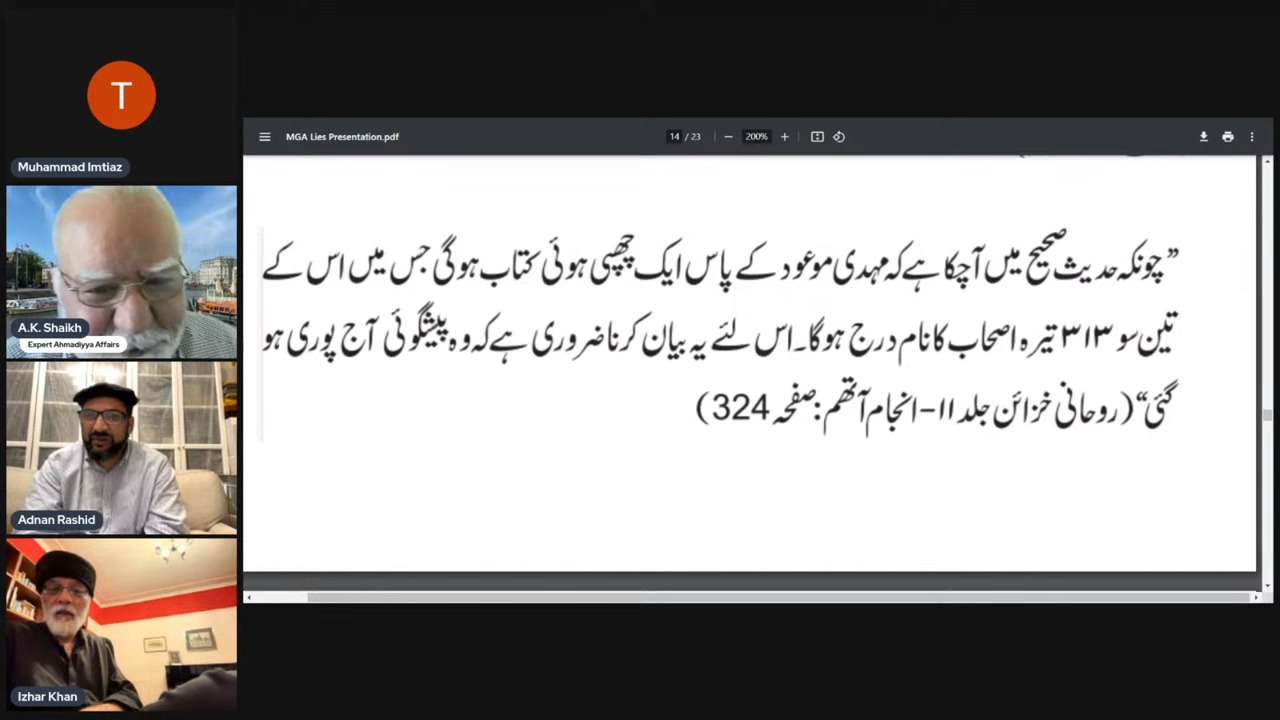 T
Muhammad Imtiaz
A.K. Shaikh
Expert Ahmadiyya Affairs
Adnan Rashid
Izhar Khan
MGA Lies Presentation.pdf
14 / 23
200%
”چونکہ حدیث صحیح میں آچکا ہے کہ مہدی موعود کے پاس ایک چھپی ہوئی کتاب ہوگی جس میں اس کے
تین سو ۳۱۳ تیرہ اصحاب کا نام درج ہوگا۔ اس لئے یہ بیان کرنا ضروری ہے کہ وہ پیشگوئی آج پوری ہو
گئی“ (روحانی خزائن جلد ۱۱-انجام آتھم: صفحہ 324)